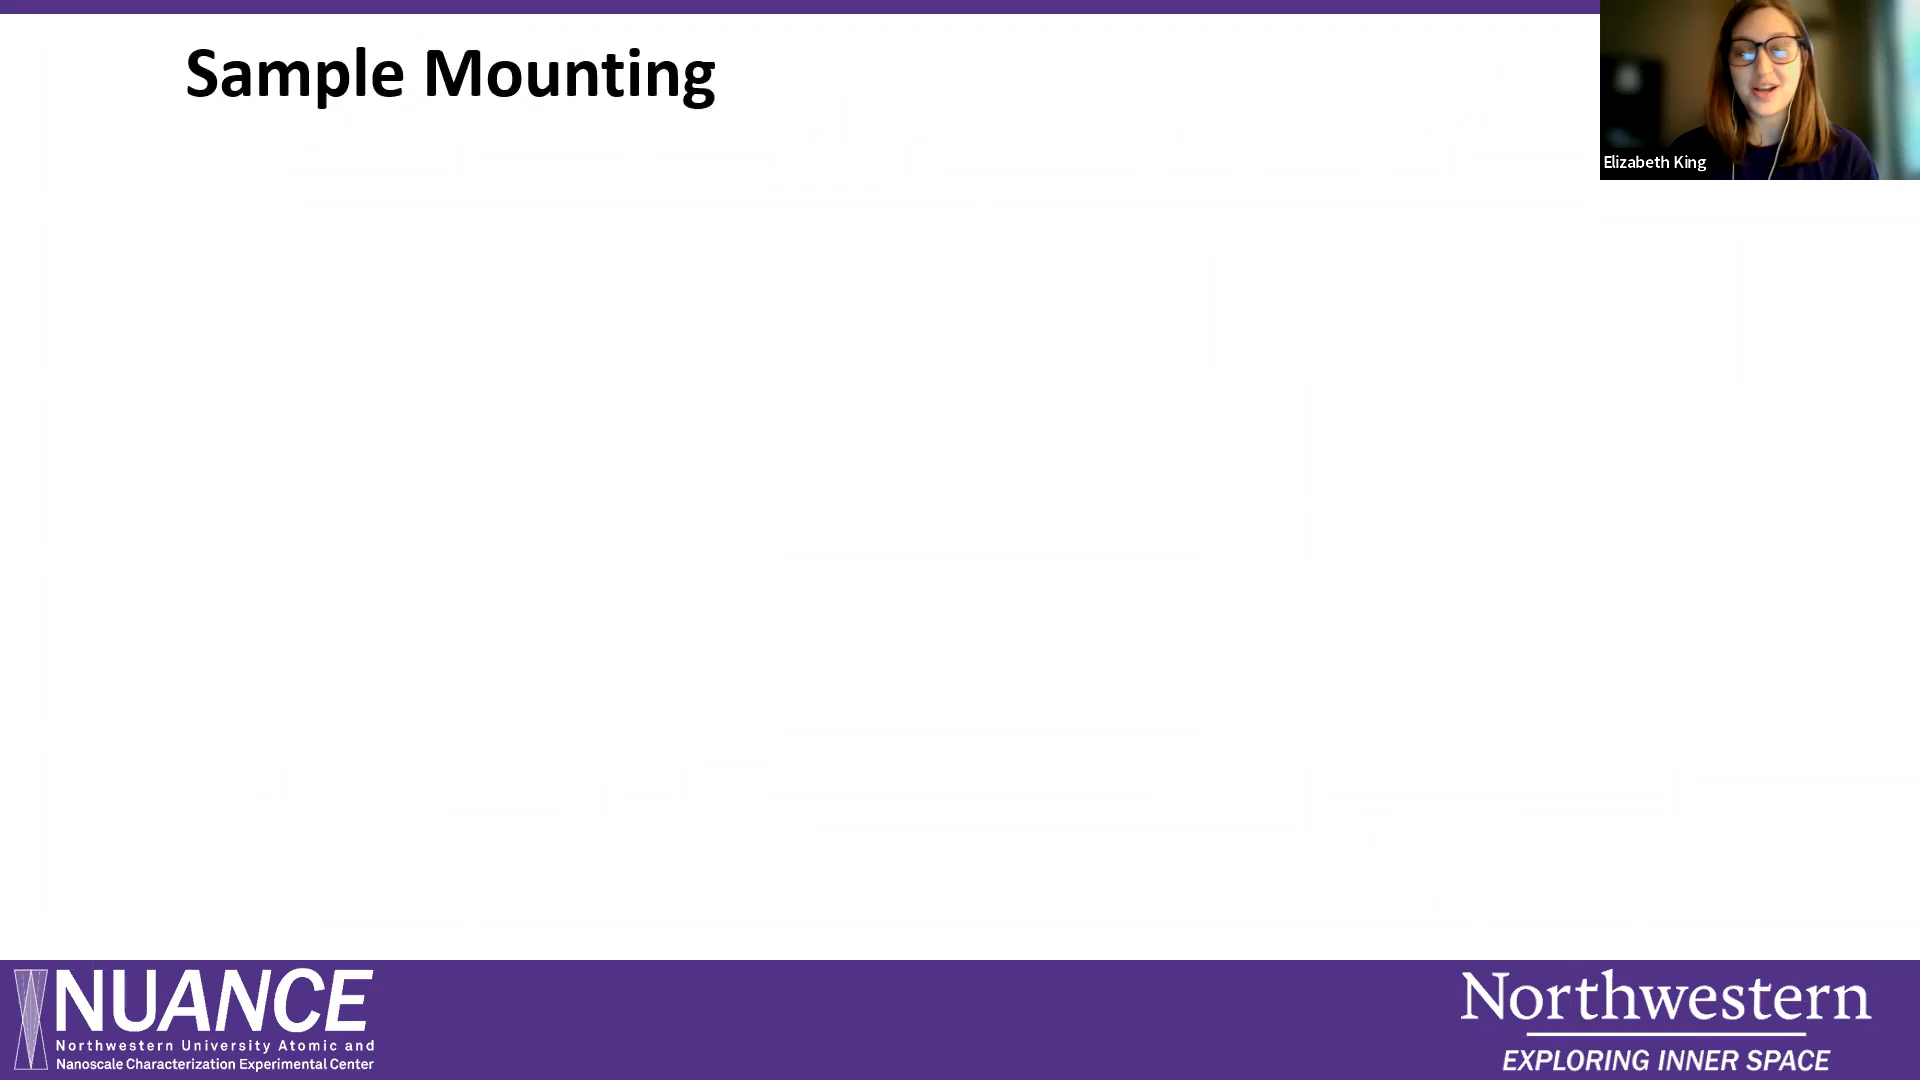 Sample Mounting
Elizabeth King
NUANCE
Northwestern University Atomic and
Nanoscale Characterization Experimental Center
Northwestern
EXPLORING INNER SPACE